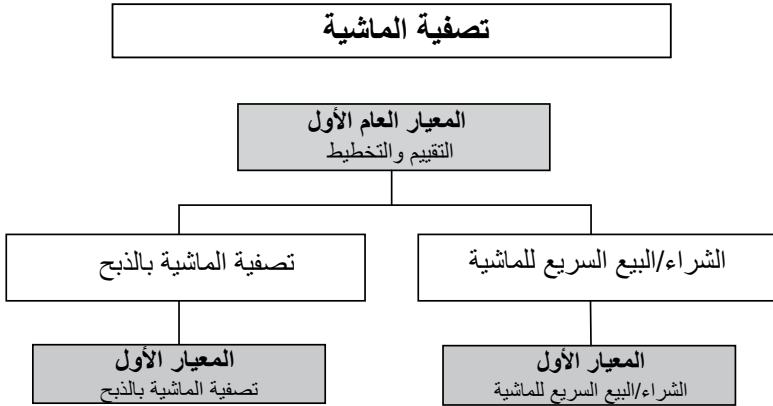 تصفية الماشية
المعيار العام الأول
التقييم والتخطيط
الشراء/البيع السريع للماشية
تصفية الماشية بالذبح
المعيار الأول
الشراء/البيع السريع للماشية
المعيار الأول
تصفية الماشية بالذبح